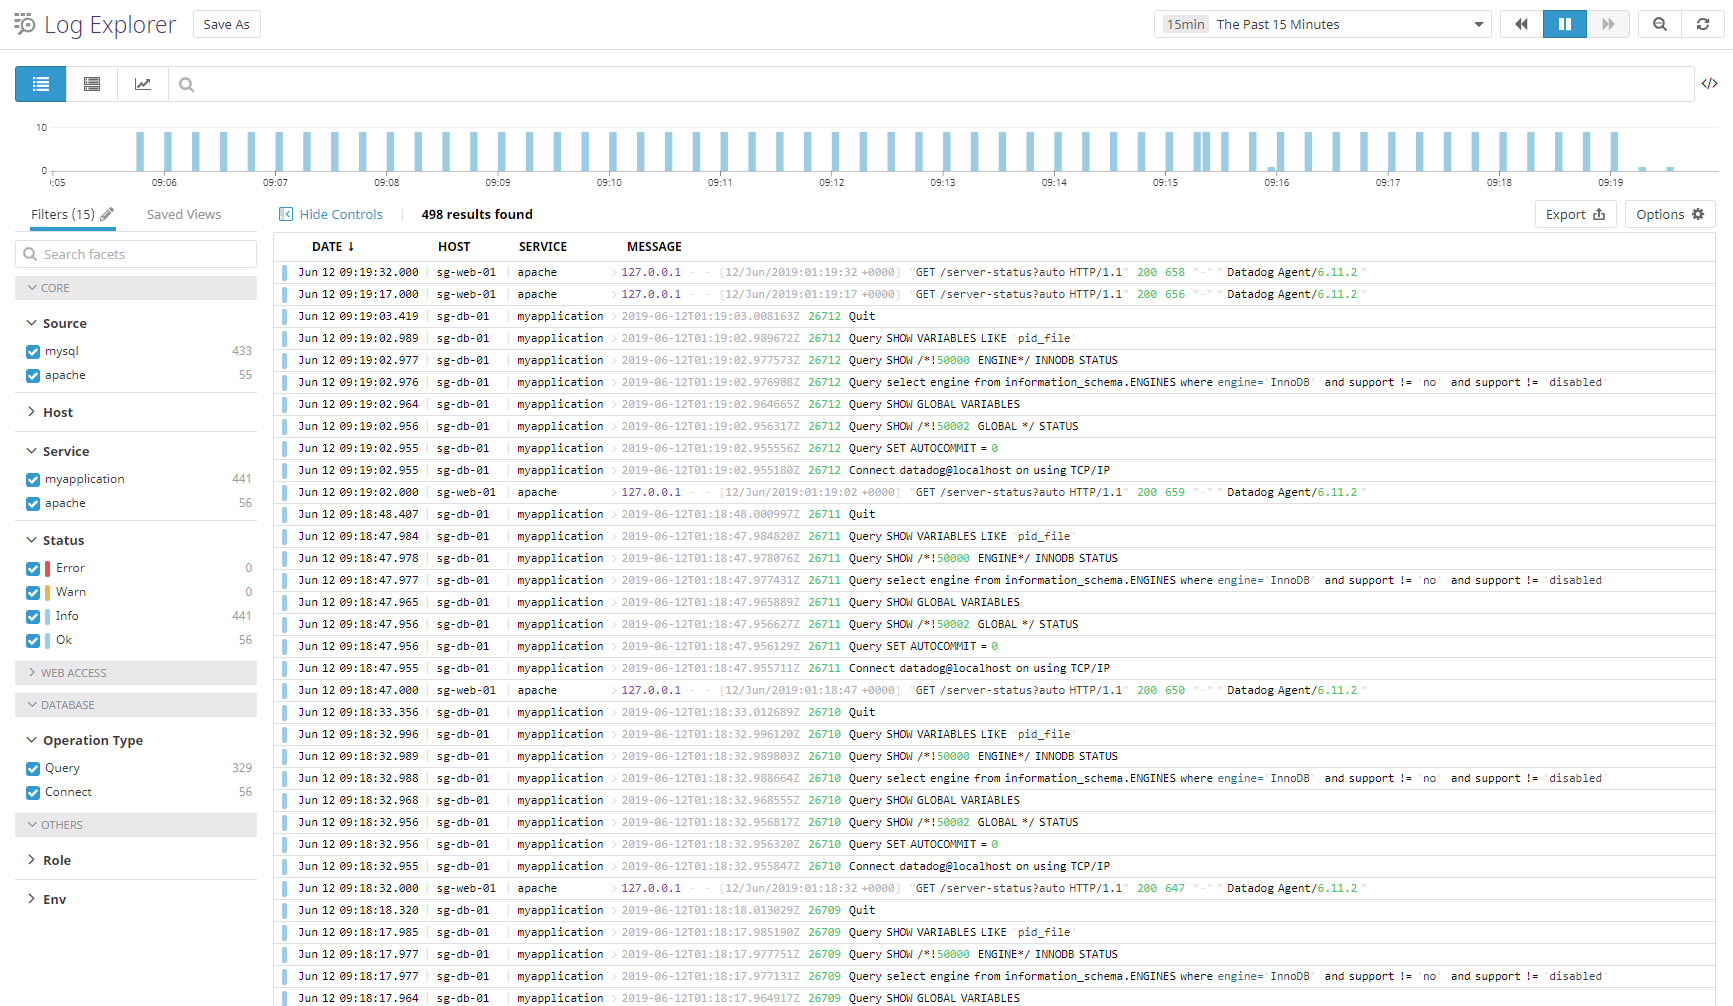 Log Explorer Save As 15min The Past 15 Minutes
</>
10
0
:05 09:06 09:07 09:08 09:09 09:10 09:11 09:12 09:13 09:14 09:15 09:16 09:17 09:18 09:19
Filters (15) Saved Views Hide Controls 498 results found Export Options
Search facets
CORE
Source
mysql 433
apache 55
Host
Service
myapplication 441
apache 56
Status
Error 0
Warn 0
Info 441
Ok 56
WEB ACCESS
DATABASE
Operation Type
Query 329
Connect 56
OTHERS
Role
Env
DATE ↓ HOST SERVICE MESSAGE
Jun 12 09:19:32.000 sg-web-01 apache 127.0.0.1 - - [12/Jun/2019:01:19:32 +0000] "GET /server-status?auto HTTP/1.1" 200 658 "-" "Datadog Agent/6.11.2"
Jun 12 09:19:17.000 sg-web-01 apache 127.0.0.1 - - [12/Jun/2019:01:19:17 +0000] "GET /server-status?auto HTTP/1.1" 200 656 "-" "Datadog Agent/6.11.2"
Jun 12 09:19:03.419 sg-db-01 myapplication 2019-06-12T01:19:03.008163Z 26712 Quit
Jun 12 09:19:02.989 sg-db-01 myapplication 2019-06-12T01:19:02.989672Z 26712 Query SHOW VARIABLES LIKE 'pid_file'
Jun 12 09:19:02.977 sg-db-01 myapplication 2019-06-12T01:19:02.977573Z 26712 Query SHOW /*!50000 ENGINE*/ INNODB STATUS
Jun 12 09:19:02.976 sg-db-01 myapplication 2019-06-12T01:19:02.976988Z 26712 Query select engine from information_schema.ENGINES where engine='InnoDB' and support != 'no' and support != 'disabled'
Jun 12 09:19:02.964 sg-db-01 myapplication 2019-06-12T01:19:02.964665Z 26712 Query SHOW GLOBAL VARIABLES
Jun 12 09:19:02.956 sg-db-01 myapplication 2019-06-12T01:19:02.956317Z 26712 Query SHOW /*!50002 GLOBAL */ STATUS
Jun 12 09:19:02.955 sg-db-01 myapplication 2019-06-12T01:19:02.955556Z 26712 Query SET AUTOCOMMIT = 0
Jun 12 09:19:02.955 sg-db-01 myapplication 2019-06-12T01:19:02.955180Z 26712 Connect datadog@localhost on using TCP/IP
Jun 12 09:19:02.000 sg-web-01 apache 127.0.0.1 - - [12/Jun/2019:01:19:02 +0000] "GET /server-status?auto HTTP/1.1" 200 659 "-" "Datadog Agent/6.11.2"
Jun 12 09:18:48.407 sg-db-01 myapplication 2019-06-12T01:18:48.000997Z 26711 Quit
Jun 12 09:18:47.984 sg-db-01 myapplication 2019-06-12T01:18:47.984820Z 26711 Query SHOW VARIABLES LIKE 'pid_file'
Jun 12 09:18:47.978 sg-db-01 myapplication 2019-06-12T01:18:47.978076Z 26711 Query SHOW /*!50000 ENGINE*/ INNODB STATUS
Jun 12 09:18:47.977 sg-db-01 myapplication 2019-06-12T01:18:47.977431Z 26711 Query select engine from information_schema.ENGINES where engine='InnoDB' and support != 'no' and support != 'disabled'
Jun 12 09:18:47.965 sg-db-01 myapplication 2019-06-12T01:18:47.965889Z 26711 Query SHOW GLOBAL VARIABLES
Jun 12 09:18:47.956 sg-db-01 myapplication 2019-06-12T01:18:47.956627Z 26711 Query SHOW /*!50002 GLOBAL */ STATUS
Jun 12 09:18:47.956 sg-db-01 myapplication 2019-06-12T01:18:47.956129Z 26711 Query SET AUTOCOMMIT = 0
Jun 12 09:18:47.955 sg-db-01 myapplication 2019-06-12T01:18:47.955711Z 26711 Connect datadog@localhost on using TCP/IP
Jun 12 09:18:47.000 sg-web-01 apache 127.0.0.1 - - [12/Jun/2019:01:18:47 +0000] "GET /server-status?auto HTTP/1.1" 200 650 "-" "Datadog Agent/6.11.2"
Jun 12 09:18:33.356 sg-db-01 myapplication 2019-06-12T01:18:33.012689Z 26710 Quit
Jun 12 09:18:32.996 sg-db-01 myapplication 2019-06-12T01:18:32.996120Z 26710 Query SHOW VARIABLES LIKE 'pid_file'
Jun 12 09:18:32.989 sg-db-01 myapplication 2019-06-12T01:18:32.989803Z 26710 Query SHOW /*!50000 ENGINE*/ INNODB STATUS
Jun 12 09:18:32.988 sg-db-01 myapplication 2019-06-12T01:18:32.988664Z 26710 Query select engine from information_schema.ENGINES where engine='InnoDB' and support != 'no' and support != 'disabled'
Jun 12 09:18:32.968 sg-db-01 myapplication 2019-06-12T01:18:32.968555Z 26710 Query SHOW GLOBAL VARIABLES
Jun 12 09:18:32.956 sg-db-01 myapplication 2019-06-12T01:18:32.956817Z 26710 Query SHOW /*!50002 GLOBAL */ STATUS
Jun 12 09:18:32.956 sg-db-01 myapplication 2019-06-12T01:18:32.956320Z 26710 Query SET AUTOCOMMIT = 0
Jun 12 09:18:32.955 sg-db-01 myapplication 2019-06-12T01:18:32.955847Z 26710 Connect datadog@localhost on using TCP/IP
Jun 12 09:18:32.000 sg-web-01 apache 127.0.0.1 - - [12/Jun/2019:01:18:32 +0000] "GET /server-status?auto HTTP/1.1" 200 647 "-" "Datadog Agent/6.11.2"
Jun 12 09:18:18.320 sg-db-01 myapplication 2019-06-12T01:18:18.013029Z 26709 Quit
Jun 12 09:18:17.985 sg-db-01 myapplication 2019-06-12T01:18:17.985190Z 26709 Query SHOW VARIABLES LIKE 'pid_file'
Jun 12 09:18:17.977 sg-db-01 myapplication 2019-06-12T01:18:17.977751Z 26709 Query SHOW /*!50000 ENGINE*/ INNODB STATUS
Jun 12 09:18:17.977 sg-db-01 myapplication 2019-06-12T01:18:17.977131Z 26709 Query select engine from information_schema.ENGINES where engine='InnoDB' and support != 'no' and support != 'disabled'
Jun 12 09:18:17.964 sg-db-01 myapplication 2019-06-12T01:18:17.964917Z 26709 Query SHOW GLOBAL VARIABLES